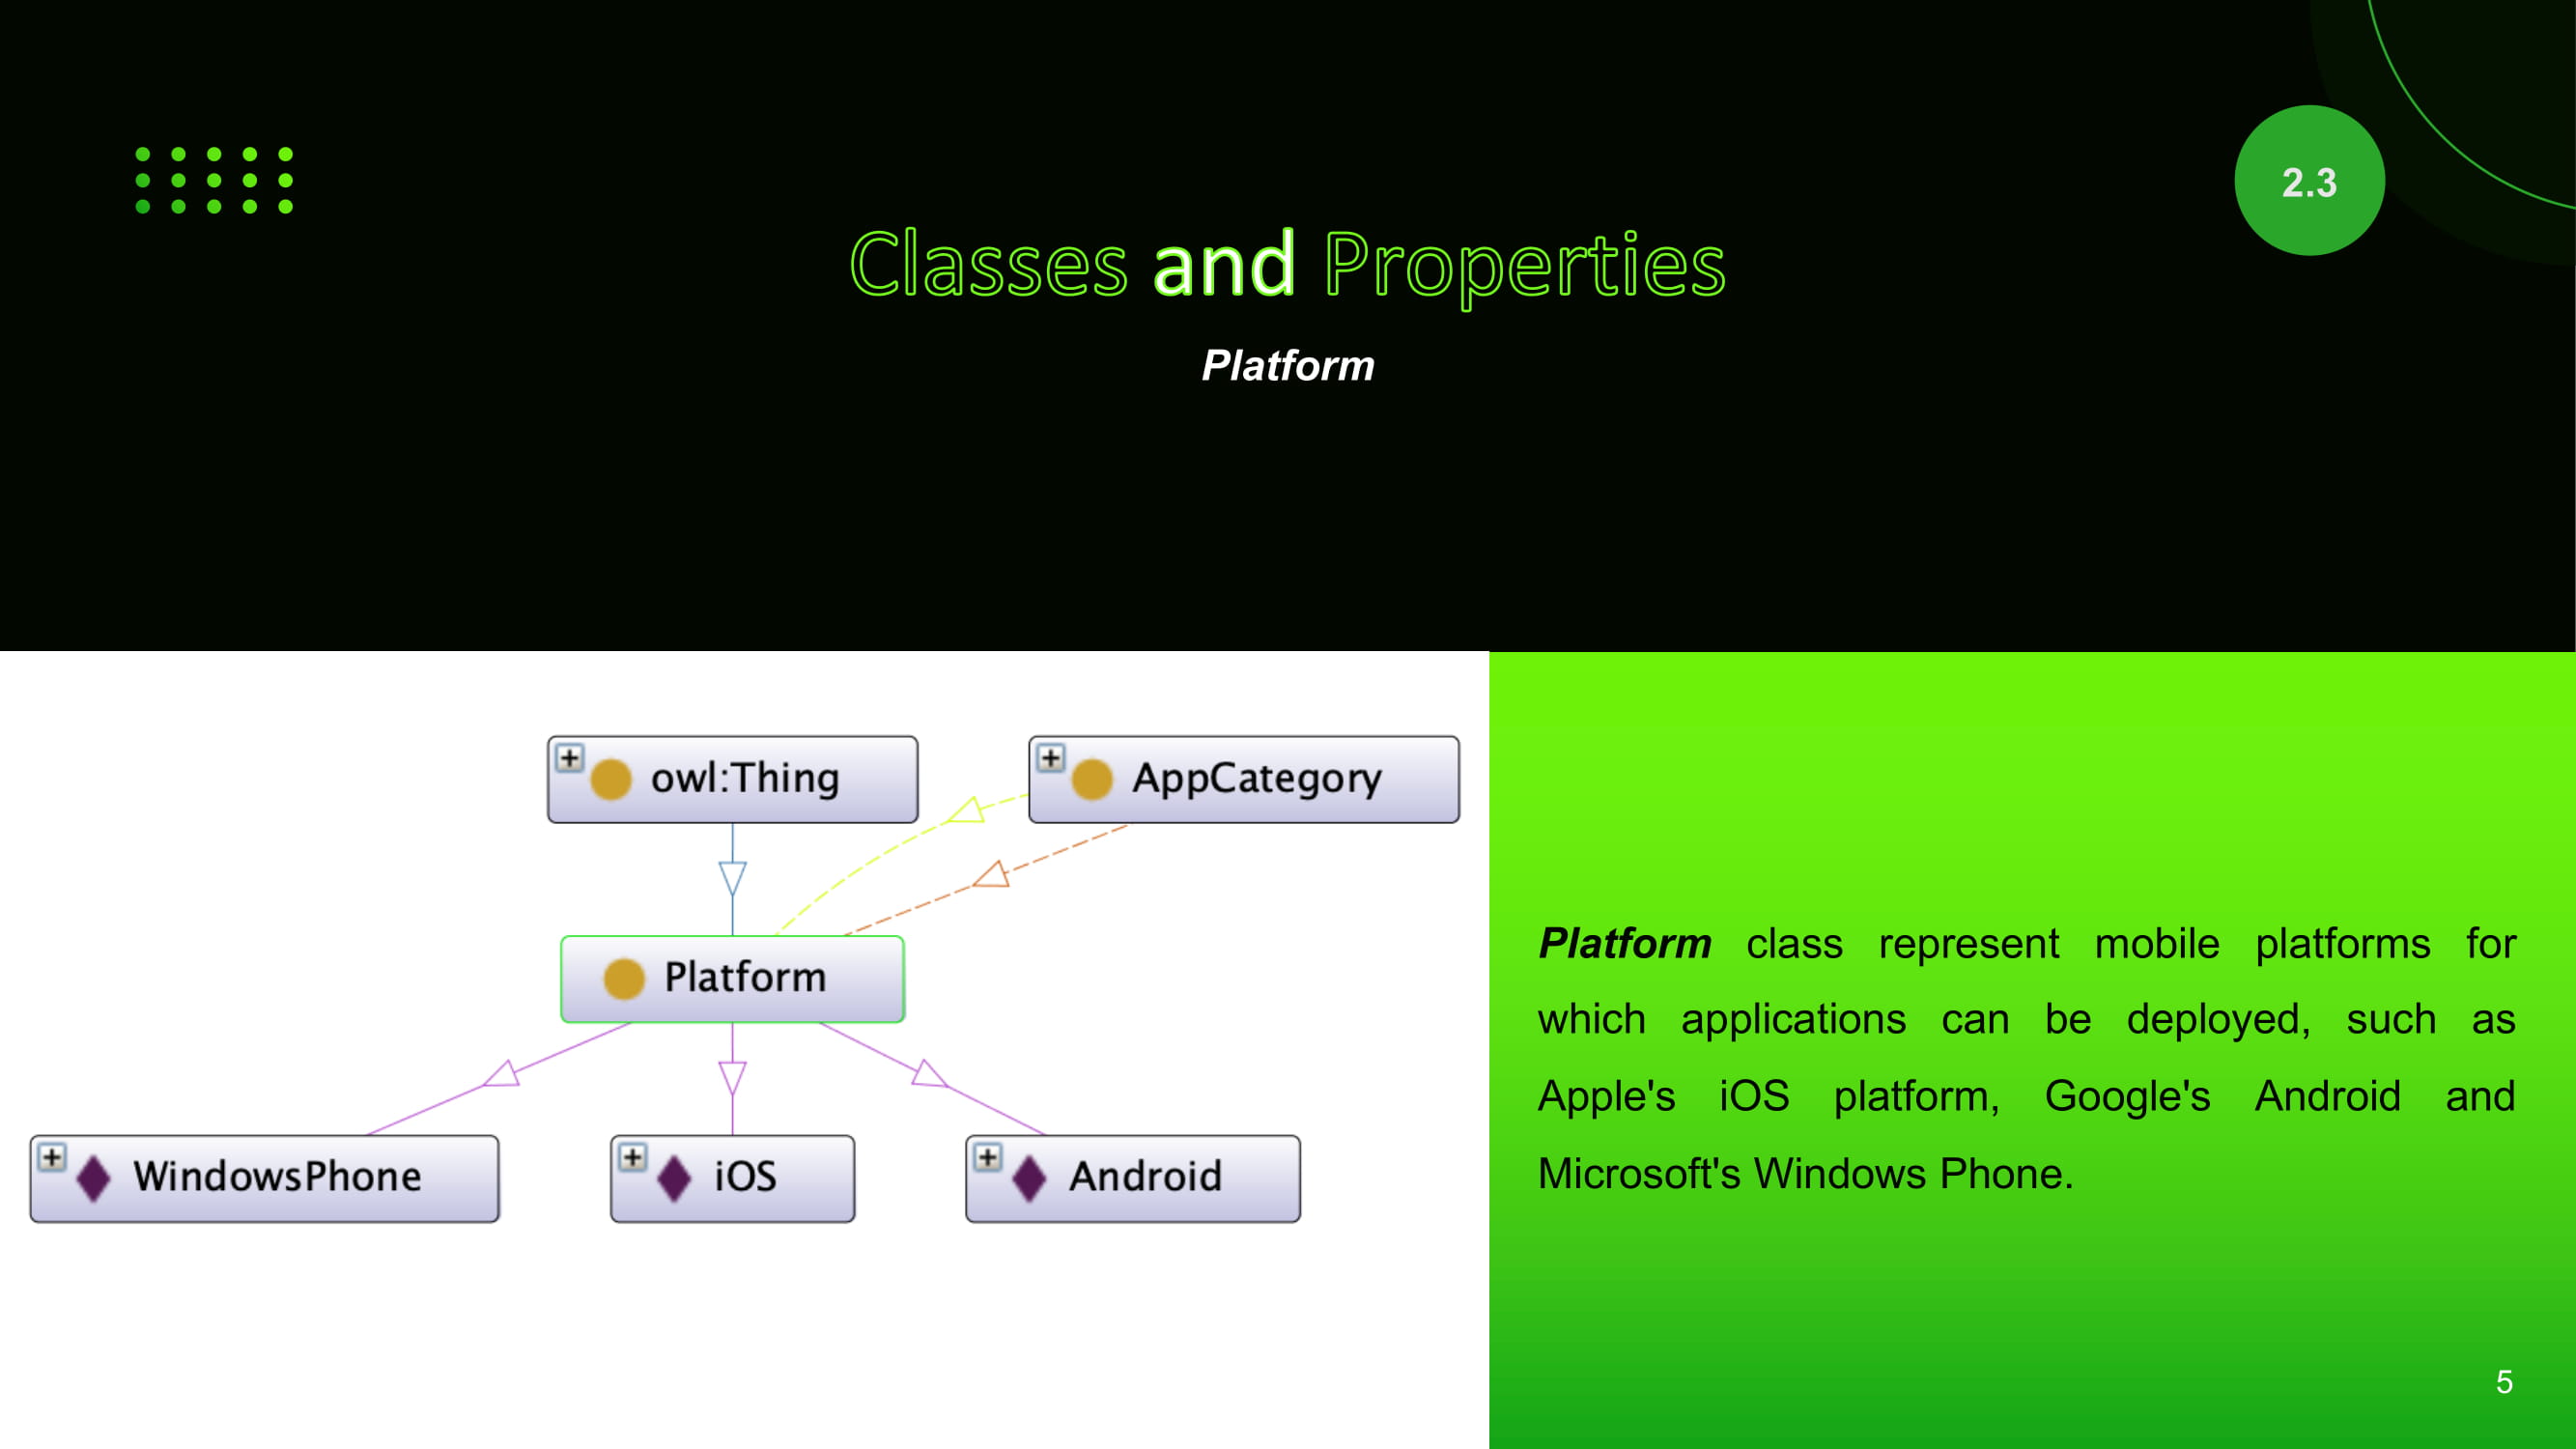 2.3
Classes and Properties
Platform
owl:Thing
AppCategory
Platform
WindowsPhone
iOS
Android
Platform class represent mobile platforms for
which applications can be deployed, such as
Apple's iOS platform, Google's Android and
Microsoft's Windows Phone.
5